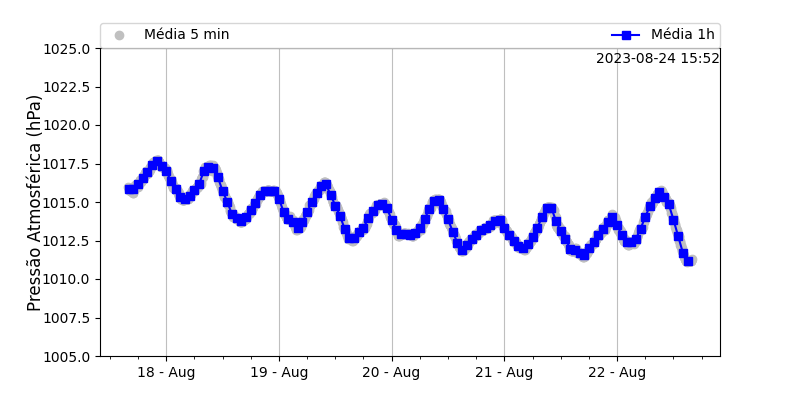 Média 5 min
Média 1h
2023-08-24 15:52
Pressão Atmosférica (hPa)
1025.0
1022.5
1020.0
1017.5
1015.0
1012.5
1010.0
1007.5
1005.0
18 - Aug
19 - Aug
20 - Aug
21 - Aug
22 - Aug